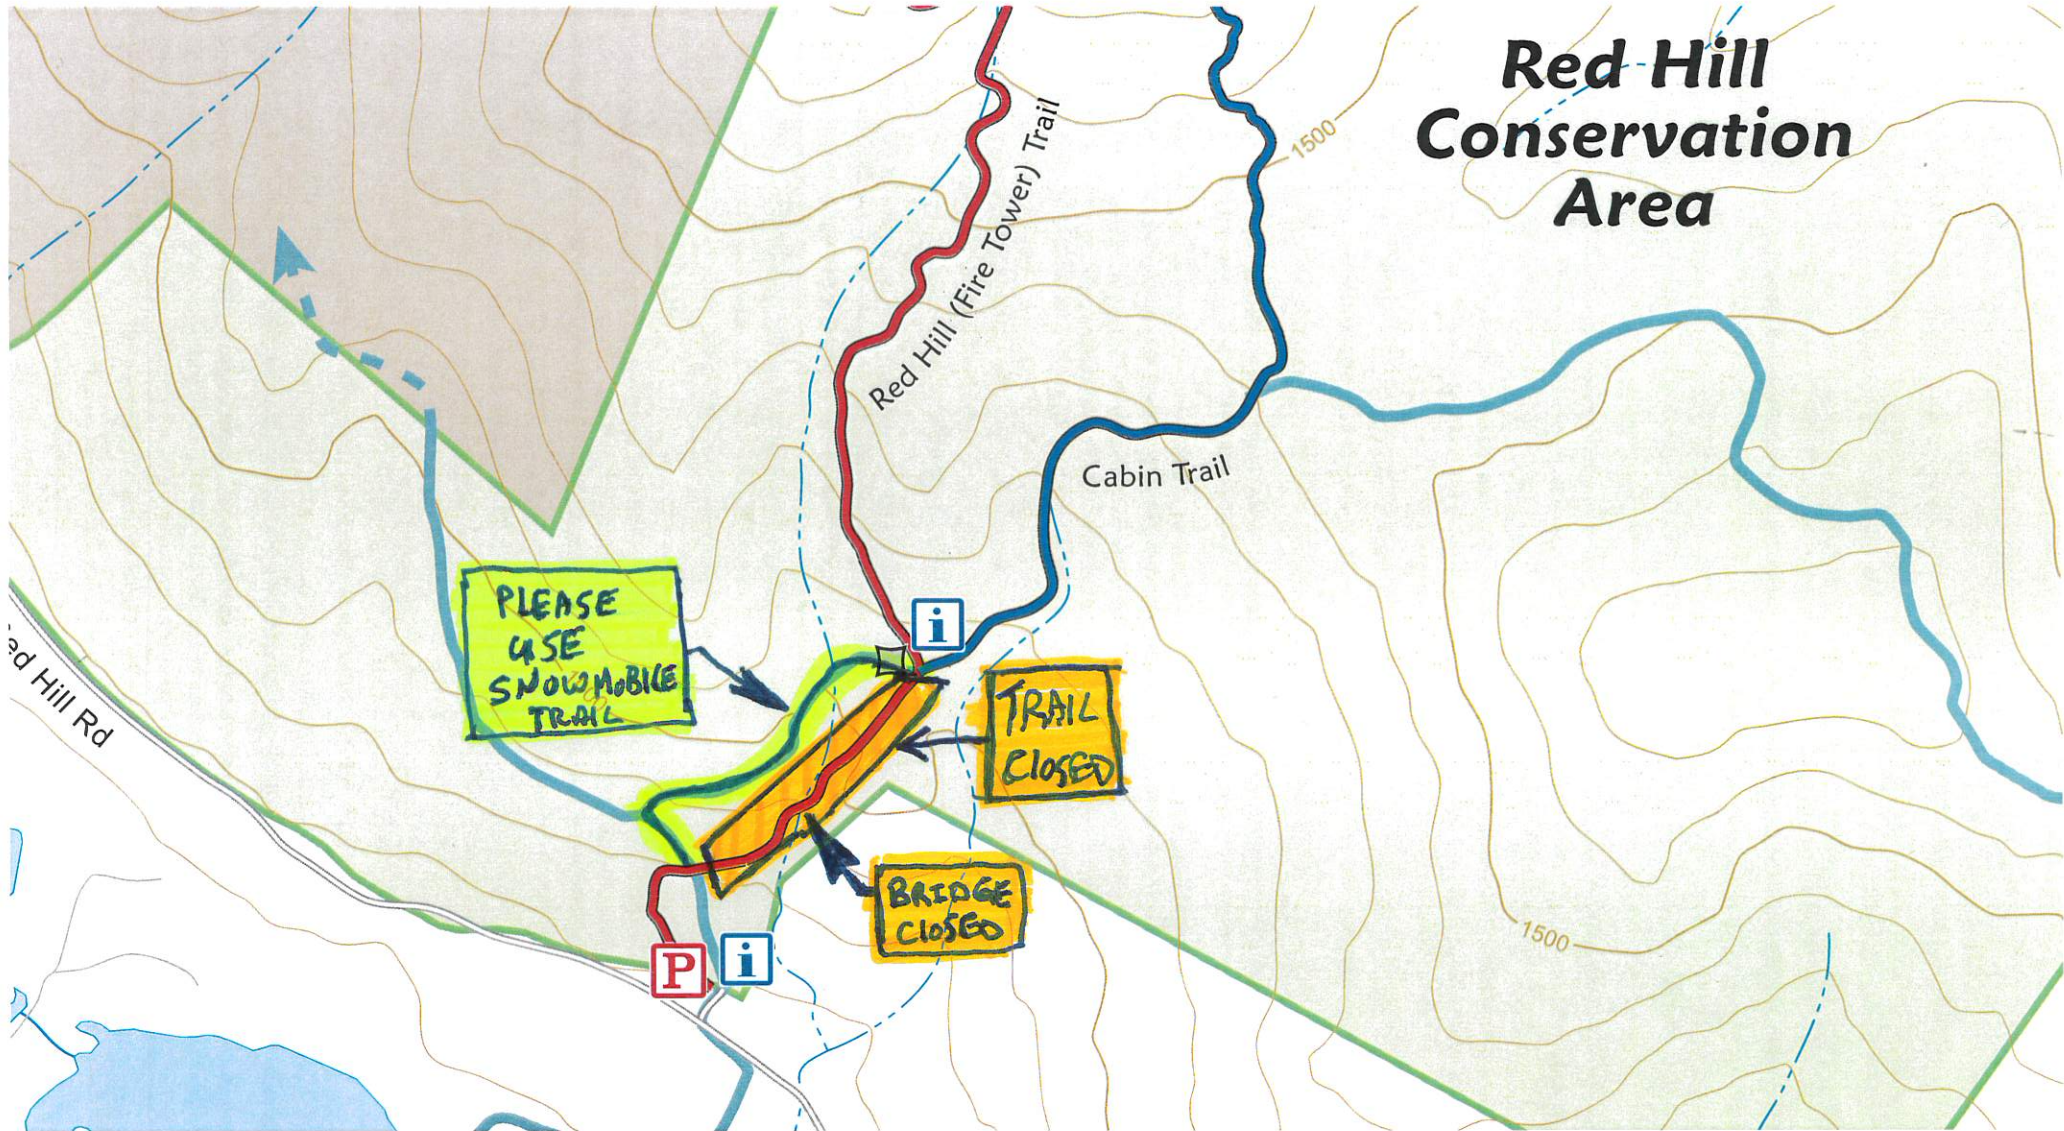 Red Hill
Conservation
Area
1500
Red Hill (Fire Tower) Trail
Cabin Trail
PLEASE
USE
SNOWMOBILE
TRAIL
i
TRAIL
CLOSED
BRIDGE
CLOSED
ed Hill Rd
P
i
1500